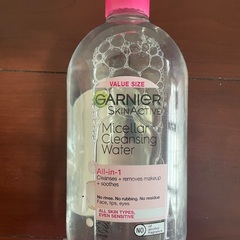 VALUE SIZE
GARNIER
SKINACTIVE
Micellar
Cleansing
Water
All-in-1
Cleanses + removes makeup
+ soothes
No rinse. No rubbing. No residue
Face, lips, eyes
ALL SKIN TYPES,
EVEN SENSITIVE
NO